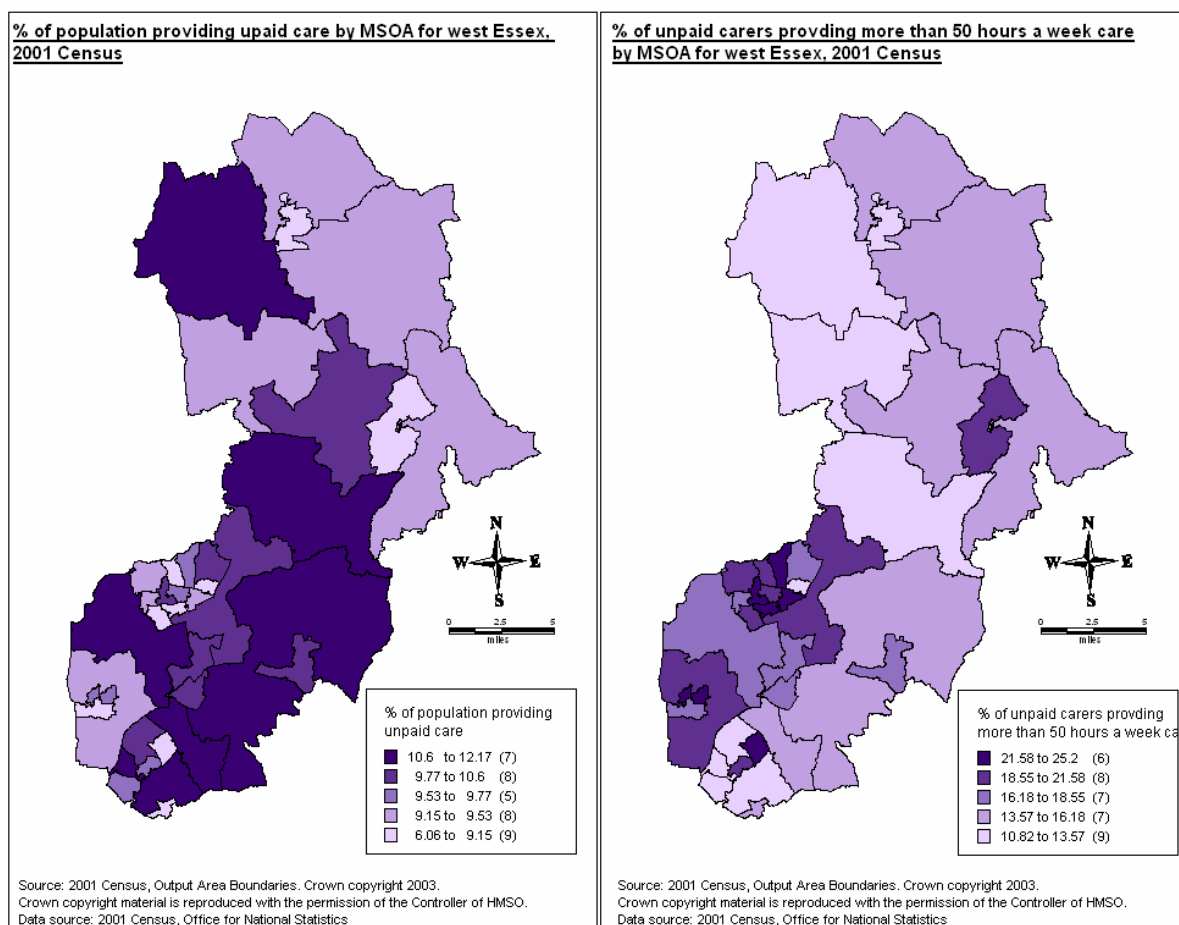 % of population providing upaid care by MSOA for west Essex,
2001 Census
N
W
E
S
0
2.5
5
miles
% of population providing
unpaid care
10.6 to 12.17 (7)
9.77 to 10.6 (8)
9.53 to 9.77 (5)
9.15 to 9.53 (8)
6.06 to 9.15 (9)
Source: 2001 Census, Output Area Boundaries. Crown copyright 2003.
Crown copyright material is reproduced with the permission of the Controller of HMSO.
Data source: 2001 Census, Office for National Statistics
% of unpaid carers provding more than 50 hours a week care
by MSOA for west Essex, 2001 Census
N
W
E
S
0
2.5
5
miles
% of unpaid carers provding
more than 50 hours a week ca
21.58 to 25.2 (6)
18.55 to 21.58 (8)
16.18 to 18.55 (7)
13.57 to 16.18 (7)
10.82 to 13.57 (9)
Source: 2001 Census, Output Area Boundaries. Crown copyright 2003.
Crown copyright material is reproduced with the permission of the Controller of HMSO.
Data source: 2001 Census, Office for National Statistics